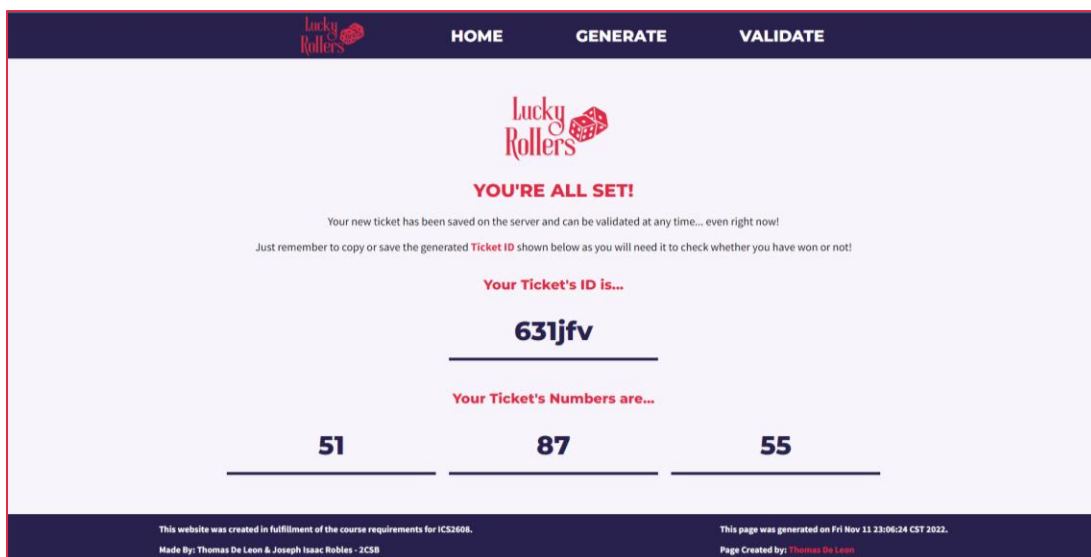 Lucky
Rollers
HOME GENERATE VALIDATE
Lucky
Rollers
YOU'RE ALL SET!
Your new ticket has been saved on the server and can be validated at any time... even right now!
Just remember to copy or save the generated Ticket ID shown below as you will need it to check whether you have won or not!
Your Ticket's ID is...
631jfv
Your Ticket's Numbers are...
51 87 55
This website was created in fulfillment of the course requirements for ICS2608.
This page was generated on Fri Nov 11 23:06:24 CST 2022.
Made By: Thomas De Leon & Joseph Isaac Robles - 2CSB
Page Created by: Thomas De Leon